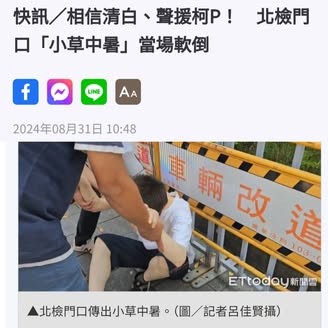 快訊／相信清白、聲援柯P！　北檢門
口「小草中暑」當場軟倒
AA
2024年08月31日 10:48
車輛改道
改道
ETtoday新聞雲
▲北檢門口傳出小草中暑。(圖／記者呂佳賢攝)